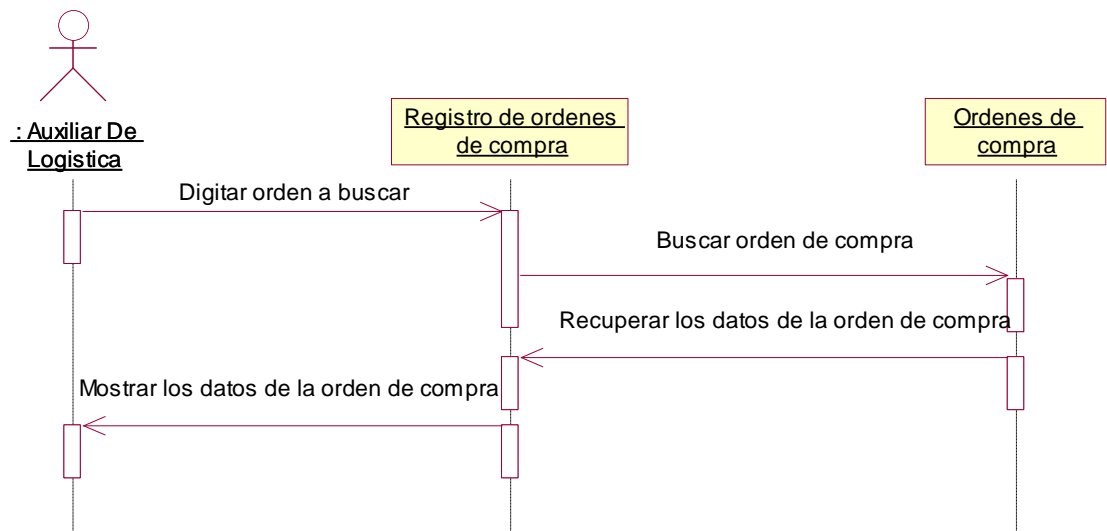 : Auxiliar De
Logistica
Registro de ordenes
de compra
Ordenes de
compra
Digitar orden a buscar
Buscar orden de compra
Recuperar los datos de la orden de compra
Mostrar los datos de la orden de compra